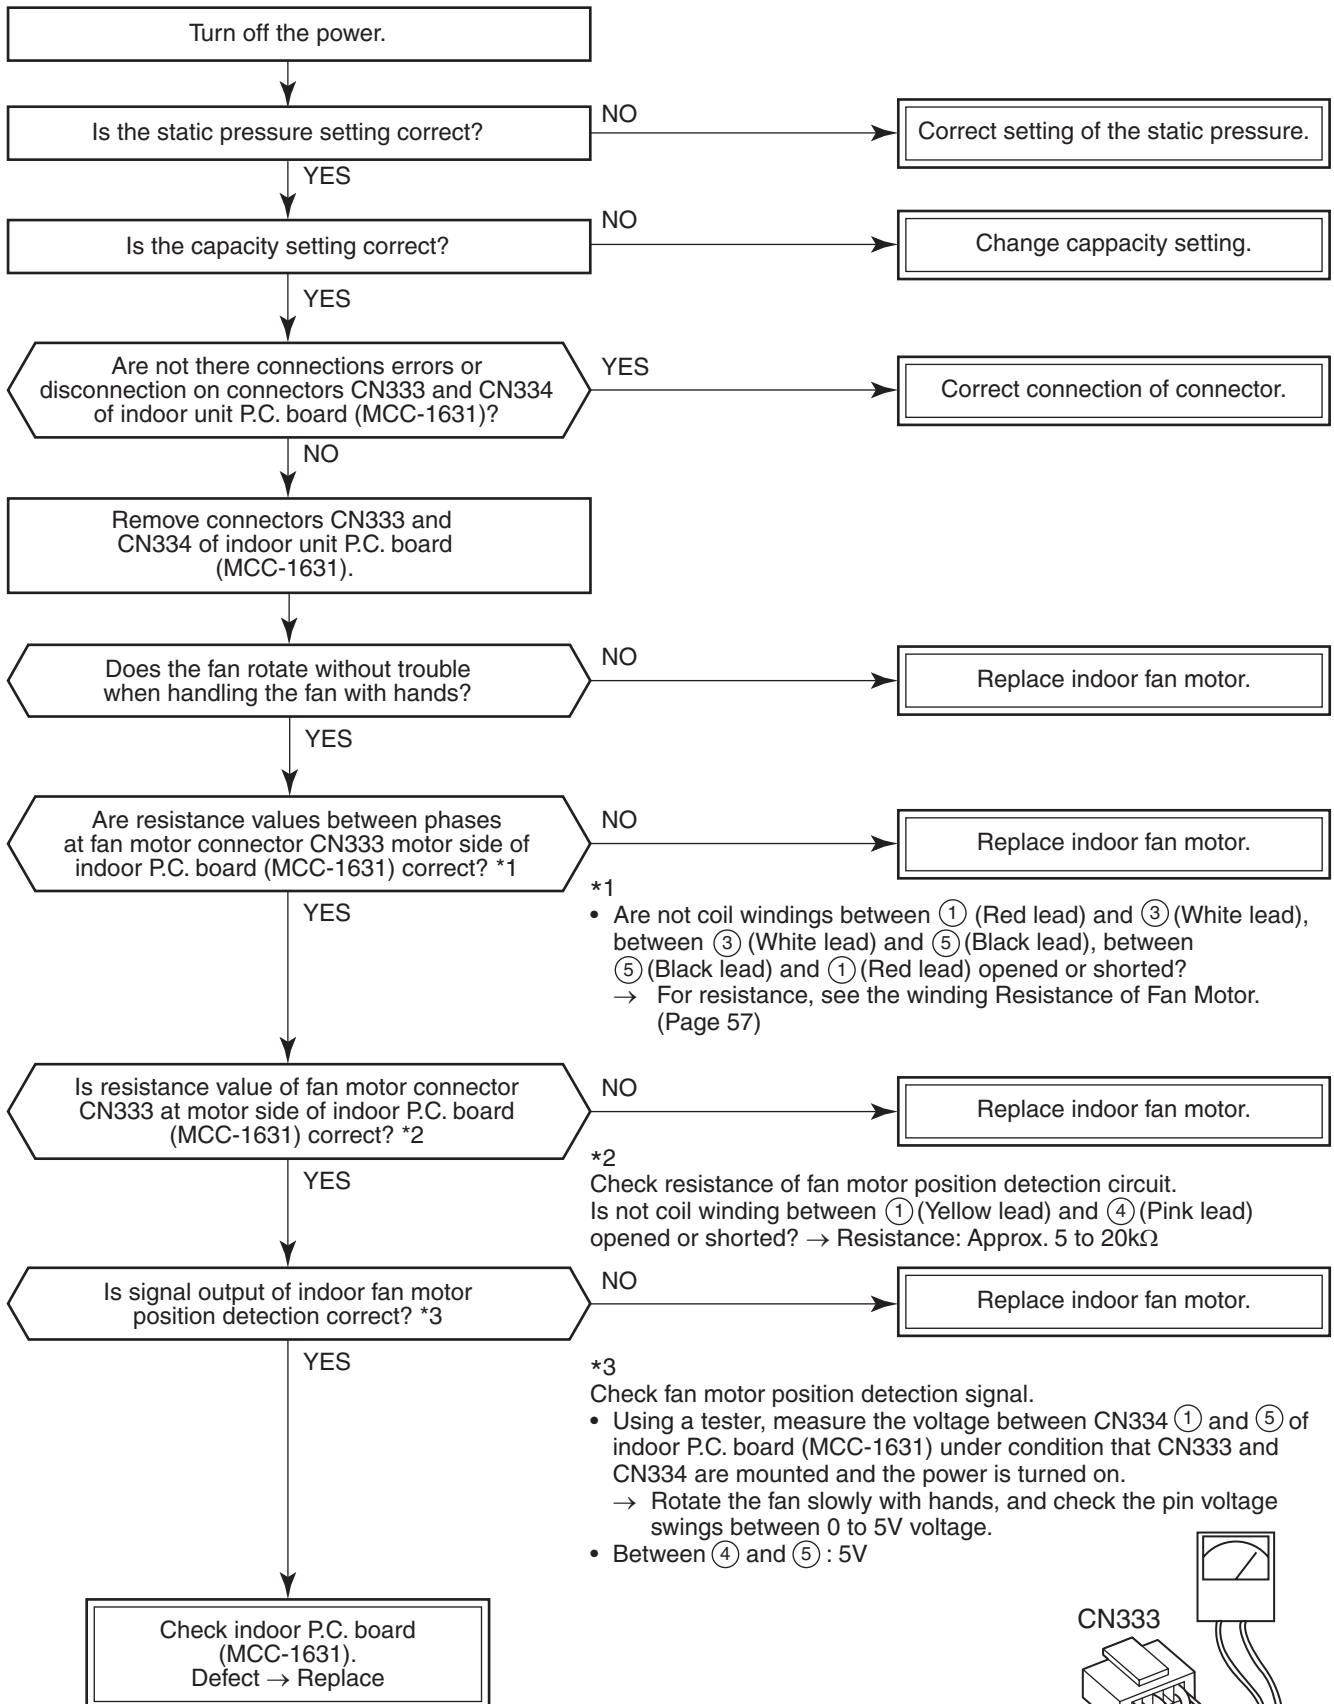 Turn off the power.
Is the static pressure setting correct?
NO
Correct setting of the static pressure.
YES
Is the capacity setting correct?
NO
Change cappacity setting.
YES
Are not there connections errors or
disconnection on connectors CN333 and CN334
of indoor unit P.C. board (MCC-1631)?
YES
Correct connection of connector.
NO
Remove connectors CN333 and
CN334 of indoor unit P.C. board
(MCC-1631).
Does the fan rotate without trouble
when handling the fan with hands?
NO
Replace indoor fan motor.
YES
Are resistance values between phases
at fan motor connector CN333 motor side of
indoor P.C. board (MCC-1631) correct? *1
NO
Replace indoor fan motor.
YES
*1
• Are not coil windings between ① (Red lead) and ③ (White lead),
between ③ (White lead) and ⑤ (Black lead), between
⑤ (Black lead) and ① (Red lead) opened or shorted?
→ For resistance, see the winding Resistance of Fan Motor.
(Page 57)
Is resistance value of fan motor connector
CN333 at motor side of indoor P.C. board
(MCC-1631) correct? *2
NO
Replace indoor fan motor.
YES
*2
Check resistance of fan motor position detection circuit.
Is not coil winding between ① (Yellow lead) and ④ (Pink lead)
opened or shorted? → Resistance: Approx. 5 to 20kΩ
Is signal output of indoor fan motor
position detection correct? *3
NO
Replace indoor fan motor.
YES
*3
Check fan motor position detection signal.
• Using a tester, measure the voltage between CN334 ① and ⑤ of
indoor P.C. board (MCC-1631) under condition that CN333 and
CN334 are mounted and the power is turned on.
→ Rotate the fan slowly with hands, and check the pin voltage
swings between 0 to 5V voltage.
• Between ④ and ⑤ : 5V
Check indoor P.C. board
(MCC-1631).
Defect → Replace
CN333